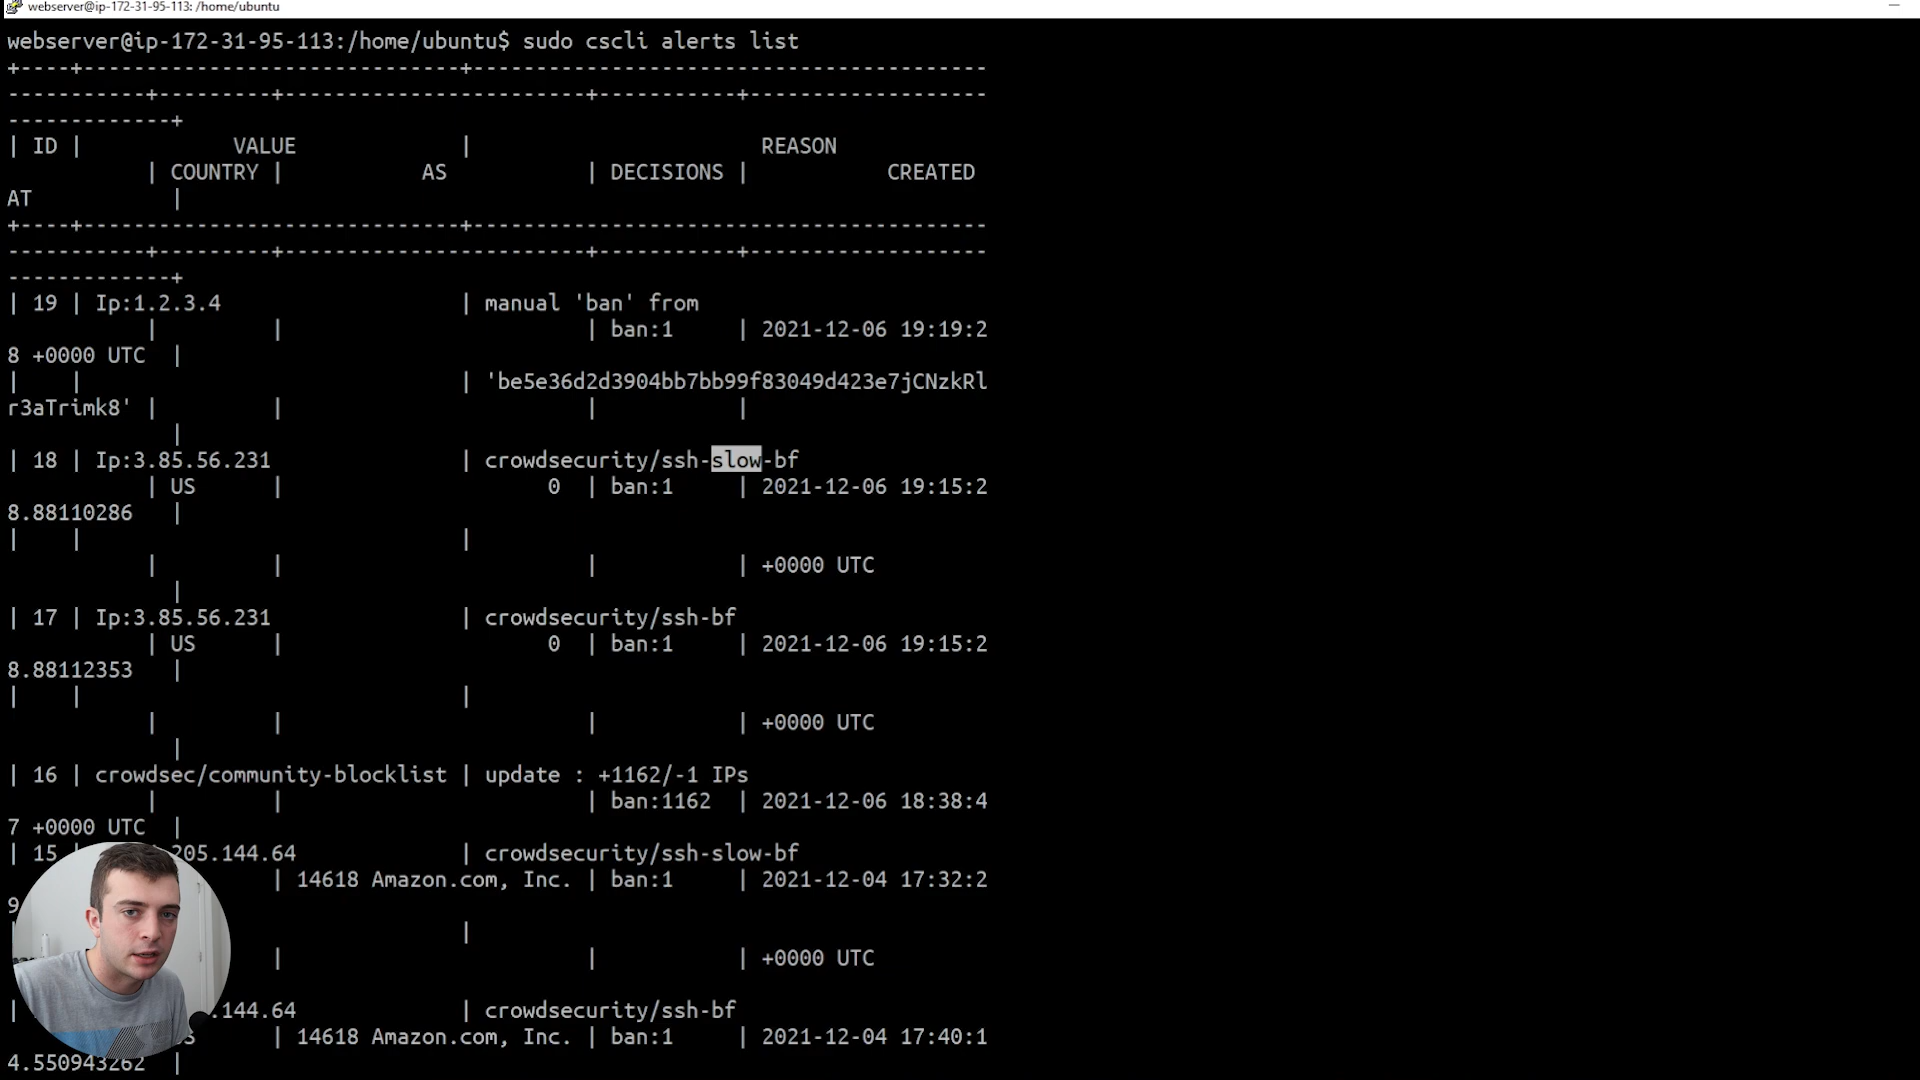 webserver@ip-172-31-95-113: /home/ubuntu
webserver@ip-172-31-95-113:/home/ubuntu$ sudo cscli alerts list
+----+------------------------------+-----------------------------------------
-----------+---------+------------------------+-----------+-------------------
-------------+
| ID | VALUE | REASON
| COUNTRY | AS | DECISIONS | CREATED
AT |
+----+------------------------------+-----------------------------------------
-----------+---------+------------------------+-----------+-------------------
-------------+
| 19 | Ip:1.2.3.4 | manual 'ban' from
| | | ban:1 | 2021-12-06 19:19:2
8 +0000 UTC |
| | | 'be5e36d2d3904bb7bb99f83049d423e7jCNzkRl
r3aTrimk8' | | | |
|
| 18 | Ip:3.85.56.231 | crowdsecurity/ssh-slow-bf
| US | 0 | ban:1 | 2021-12-06 19:15:2
8.88110286 |
| | |
| | | | +0000 UTC
|
| 17 | Ip:3.85.56.231 | crowdsecurity/ssh-bf
| US | 0 | ban:1 | 2021-12-06 19:15:2
8.88112353 |
| | |
| | | | +0000 UTC
|
| 16 | crowdsec/community-blocklist | update : +1162/-1 IPs
| | | ban:1162 | 2021-12-06 18:38:4
7 +0000 UTC |
| 15 205.144.64 | crowdsecurity/ssh-slow-bf
| 14618 Amazon.com, Inc. | ban:1 | 2021-12-04 17:32:2
9
|
| | | +0000 UTC
| .144.64 | crowdsecurity/ssh-bf
| 14618 Amazon.com, Inc. | ban:1 | 2021-12-04 17:40:1
4.550943262 |